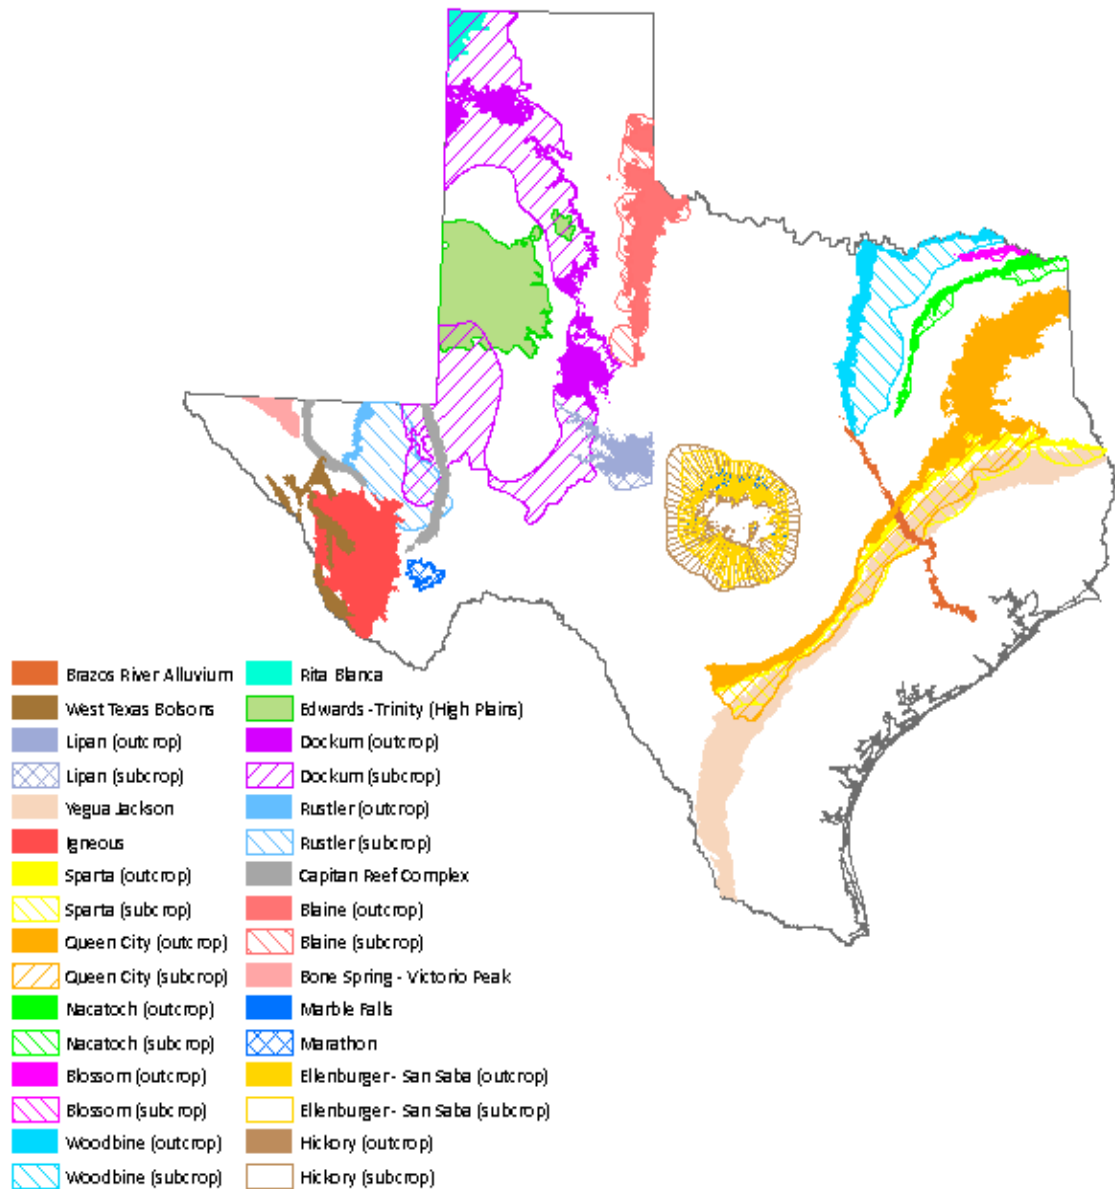 Brazos River Alluvium
West Texas Bolsons
Lipan (outcrop)
Lipan (subcrop)
Yegua Jackson
Igneous
Sparta (outcrop)
Sparta (subcrop)
Queen City (outcrop)
Queen City (subcrop)
Nacatoch (outcrop)
Nacatoch (subcrop)
Blossom (outcrop)
Blossom (subcrop)
Woodbine (outcrop)
Woodbine (subcrop)
Rita Blanca
Edwards -Trinity (High Plains)
Dockum (outcrop)
Dockum (subcrop)
Rustler (outcrop)
Rustler (subcrop)
Capitan Reef Complex
Blaine (outcrop)
Blaine (subcrop)
Bone Spring - Victorio Peak
Marble Falls
Marathon
Ellenburger - San Saba (outcrop)
Ellenburger - San Saba (subcrop)
Hickory (outcrop)
Hickory (subcrop)